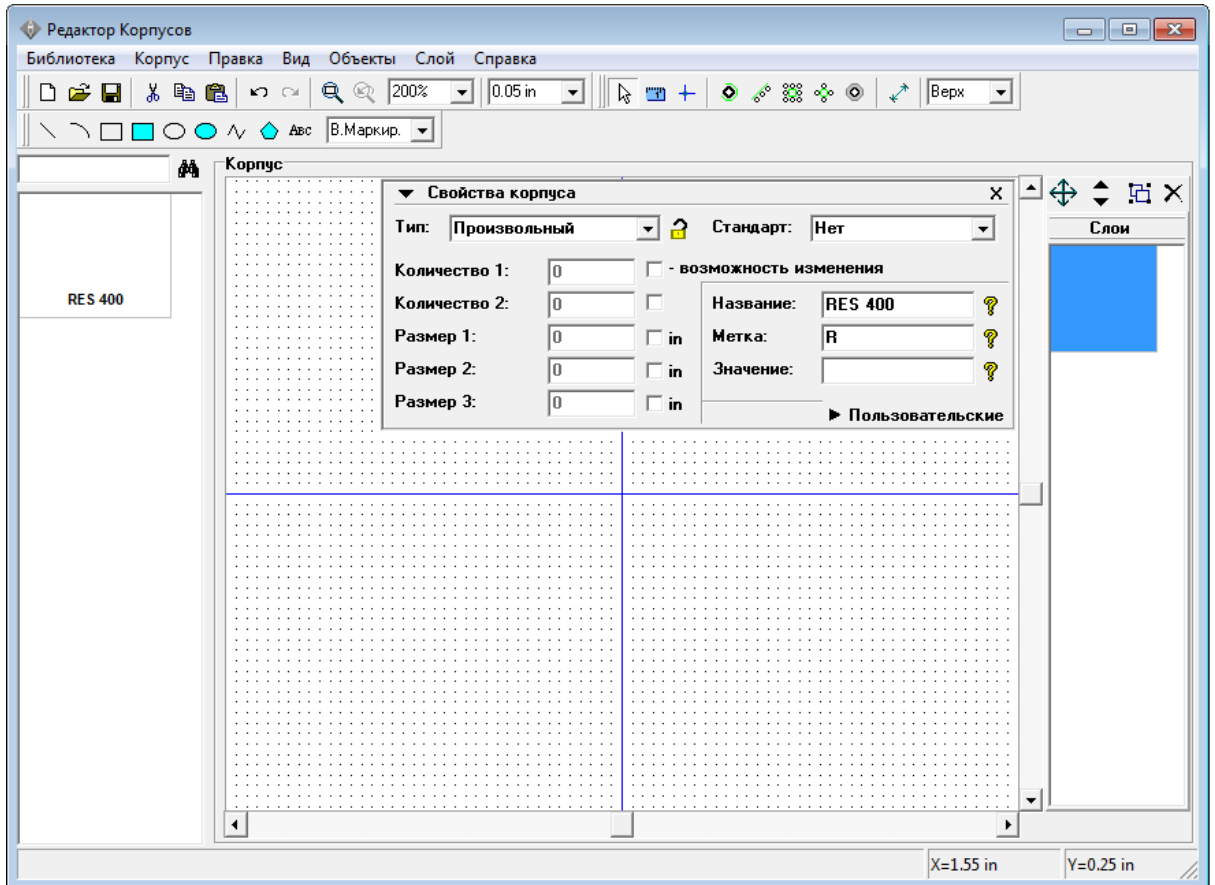 Редактор Корпусов
Библиотека Корпус Правка Вид Объекты Слой Справка
200% 0.05 in Верх
ABC В.Маркир.
Корпус
Свойства корпуса X
Тип: Произвольный Стандарт: Нет
Слои
Количество 1: 0 - возможность изменения
Количество 2: 0 Название: RES 400
RES 400
Размер 1: 0 in Метка: R
Размер 2: 0 in Значение:
Размер 3: 0 in
Пользовательские
X=1.55 in Y=0.25 in